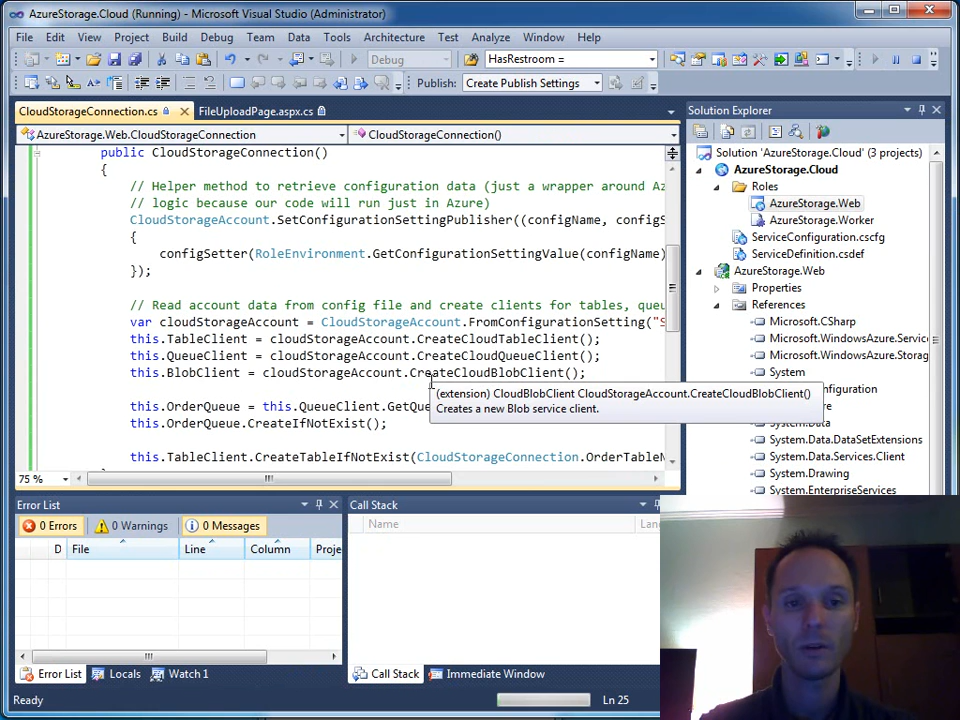 AzureStorage.Cloud (Running) - Microsoft Visual Studio (Administrator)
File Edit View Project Build Debug Team Data Tools Architecture Test Analyze Window Help
Debug HasRestroom =
Publish: Create Publish Settings
CloudStorageConnection.cs FileUploadPage.aspx.cs
AzureStorage.Web.CloudStorageConnection CloudStorageConnection()
public CloudStorageConnection()
{
// Helper method to retrieve configuration data (just a wrapper around Az
// logic because our code will run just in Azure)
CloudStorageAccount.SetConfigurationSettingPublisher((configName, configS
{
configSetter(RoleEnvironment.GetConfigurationSettingValue(configName)
});
// Read account data from config file and create clients for tables, queu
var cloudStorageAccount = CloudStorageAccount.FromConfigurationSetting("S
this.TableClient = cloudStorageAccount.CreateCloudTableClient();
this.QueueClient = cloudStorageAccount.CreateCloudQueueClient();
this.BlobClient = cloudStorageAccount.CreateCloudBlobClient();
(extension) CloudBlobClient CloudStorageAccount.CreateCloudBlobClient()
Creates a new Blob service client.
this.OrderQueue = this.QueueClient.GetQu
this.OrderQueue.CreateIfNotExist();
this.TableClient.CreateTableIfNotExist(CloudStorageConnection.OrderTableN
75 %
Solution Explorer
Solution 'AzureStorage.Cloud' (3 projects)
AzureStorage.Cloud
Roles
AzureStorage.Web
AzureStorage.Worker
ServiceConfiguration.cscfg
ServiceDefinition.csdef
AzureStorage.Web
Properties
References
Microsoft.CSharp
Microsoft.WindowsAzure.Service
Microsoft.WindowsAzure.Storag
System
nfiguration
System.Data
System.Data.DataSetExtensions
System.Data.Services.Client
System.Drawing
System.EnterpriseServices
Error List
0 Errors 0 Warnings 0 Messages
D File Line Column Proje
Error List Locals Watch 1
Call Stack
Name Lan
Call Stack Immediate Window
Ready Ln 25